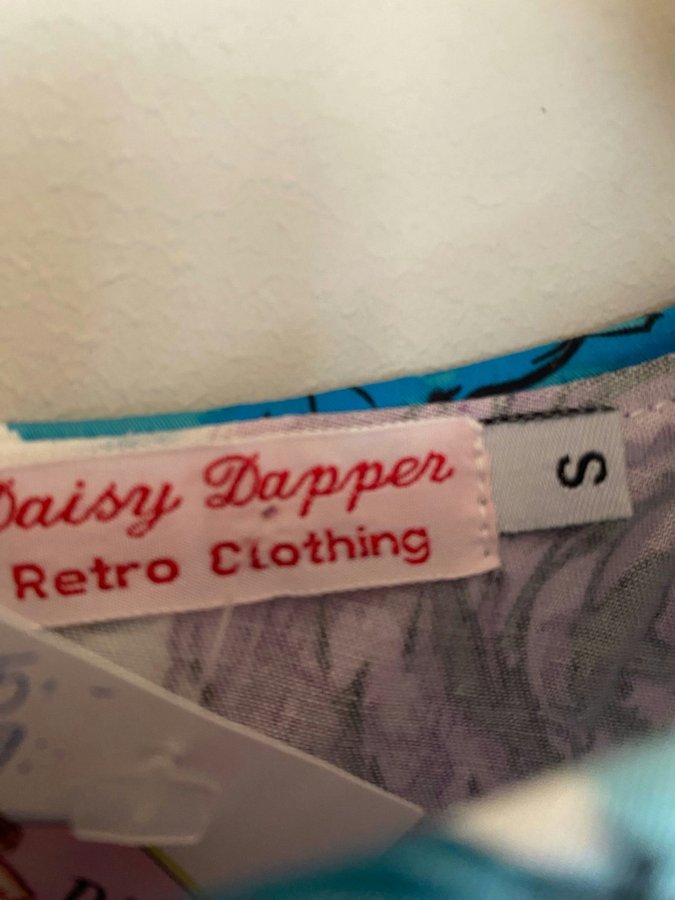 Daisy Dapper
Retro Clothing
S